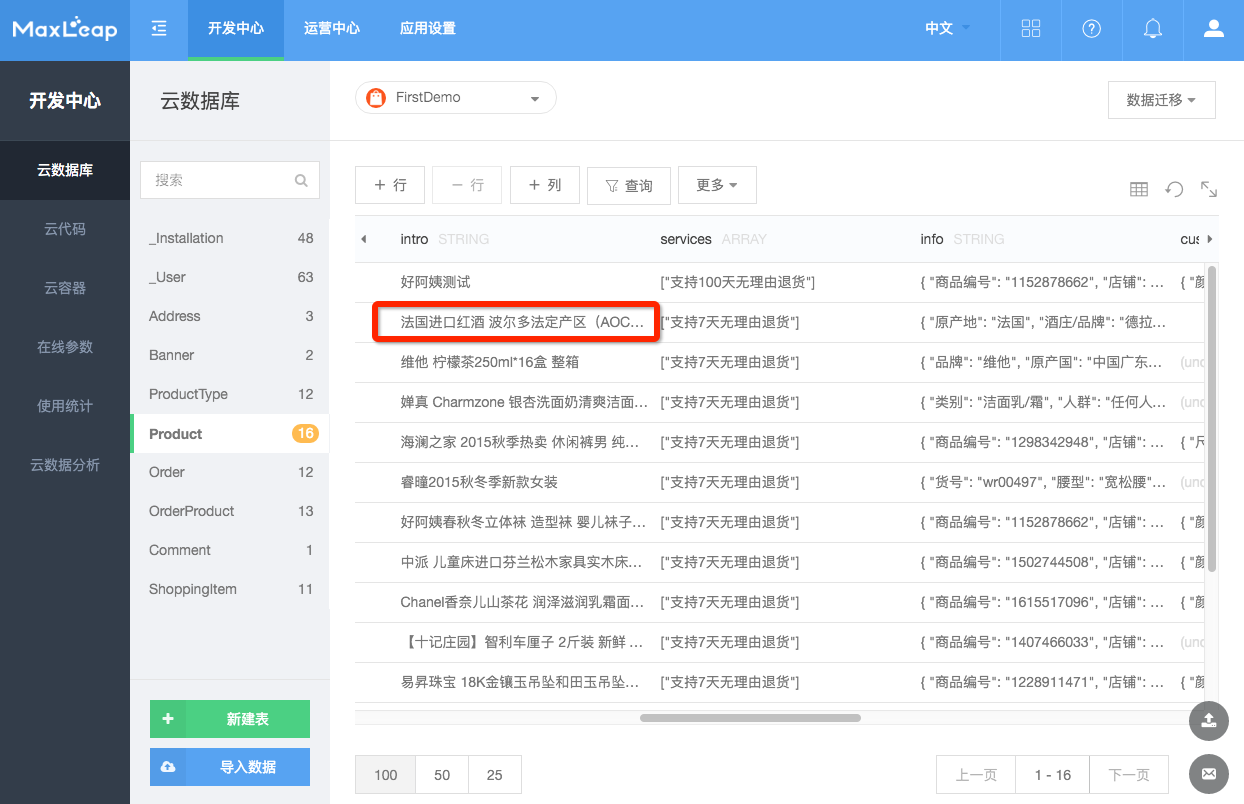 MaxLeap 开发中心 运营中心 应用设置 中文
开发中心
云数据库
云代码
云容器
在线参数
使用统计
云数据分析
云数据库
搜索
_Installation 48
_User 63
Address 3
Banner 2
ProductType 12
Product 16
Order 12
OrderProduct 13
Comment 1
ShoppingItem 11
新建表
导入数据
FirstDemo 数据迁移
+ 行 − 行 + 列 查询 更多
intro STRING services ARRAY info STRING cus
好阿姨测试 ["支持100天无理由退货"] { "商品编号": "1152878662", "店铺": ... { "颜
法国进口红酒 波尔多法定产区（AOC... ["支持7天无理由退货"] { "原产地": "法国", "酒庄/品牌": "德拉...
维他 柠檬茶250ml*16盒 整箱 ["支持7天无理由退货"] { "品牌": "维他", "原产国": "中国广东... (und
婵真 Charmzone 银杏洗面奶清爽洁面... ["支持7天无理由退货"] { "类别": "洁面乳/霜", "人群": "任何人... (und
海澜之家 2015秋季热卖 休闲裤男 纯... ["支持7天无理由退货"] { "商品编号": "1298342948", "店铺": ... { "尺
睿瞳2015秋冬季新款女装 ["支持7天无理由退货"] { "货号": "wr00497", "腰型": "宽松腰"... (und
好阿姨春秋冬立体袜 造型袜 婴儿袜子... ["支持7天无理由退货"] { "商品编号": "1152878662", "店铺": ... { "颜
中派 儿童床进口芬兰松木家具实木床... ["支持7天无理由退货"] { "商品编号": "1502744508", "店铺": ... { "颜
Chanel香奈儿山茶花 润泽滋润乳霜面... ["支持7天无理由退货"] { "商品编号": "1615517096", "店铺": ... { "颜
【十记庄园】智利车厘子 2斤装 新鲜 ... ["支持7天无理由退货"] { "商品编号": "1407466033", "店铺": ... (und
易昇珠宝 18K金镶玉吊坠和田玉吊坠... ["支持7天无理由退货"] { "商品编号": "1228911471", "店铺": ... { "颜
100 50 25 上一页 1 - 16 下一页